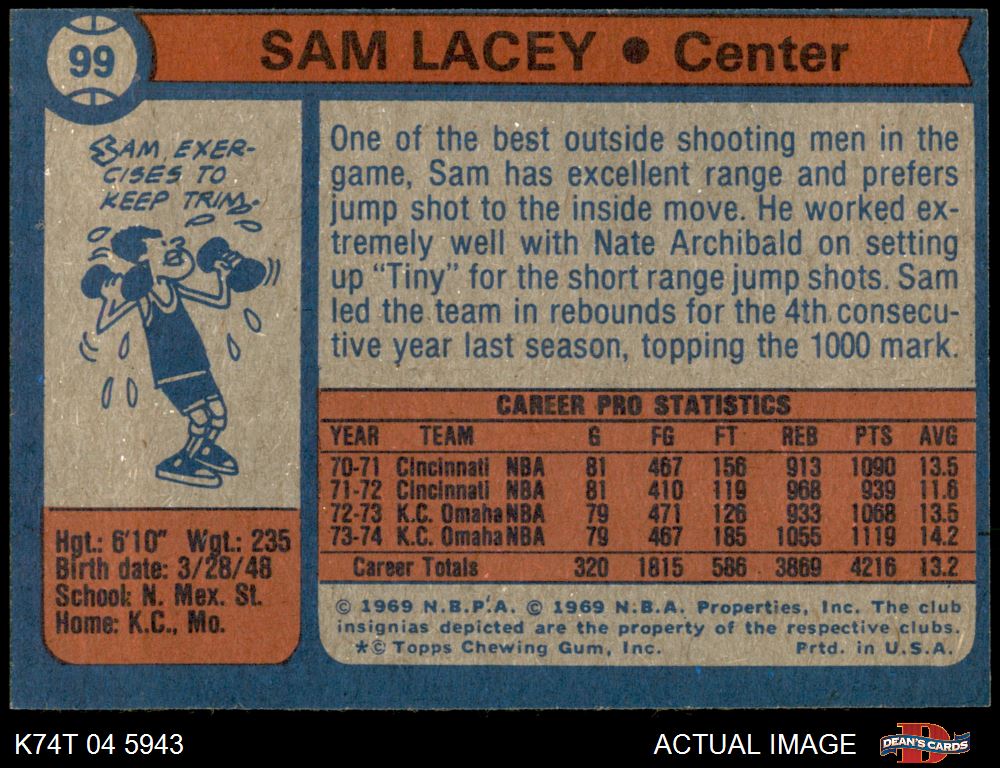 99
SAM LACEY • Center
SAM EXER-
CISES TO
KEEP TRIM.
One of the best outside shooting men in the
game, Sam has excellent range and prefers
jump shot to the inside move. He worked ex-
tremely well with Nate Archibald on setting
up "Tiny" for the short range jump shots. Sam
led the team in rebounds for the 4th consecu-
tive year last season, topping the 1000 mark.
CAREER PRO STATISTICS
YEAR TEAM G FG FT REB PTS AVG
70-71 Cincinnati NBA 81 467 156 913 1090 13.5
71-72 Cincinnati NBA 81 410 119 968 939 11.6
72-73 K.C. Omaha NBA 79 471 126 933 1068 13.5
73-74 K.C. Omaha NBA 79 467 185 1055 1119 14.2
Career Totals 320 1815 586 3869 4216 13.2
Hgt.: 6'10" Wgt.: 235
Birth date: 3/28/48
School: N. Mex. St.
Home: K.C., Mo.
© 1969 N.B.P.A. © 1969 N.B.A. Properties, Inc. The club
insignias depicted are the property of the respective clubs.
*© Topps Chewing Gum, Inc. Prtd. in U.S.A.
K74T 04 5943
ACTUAL IMAGE
DEAN'S CARDS